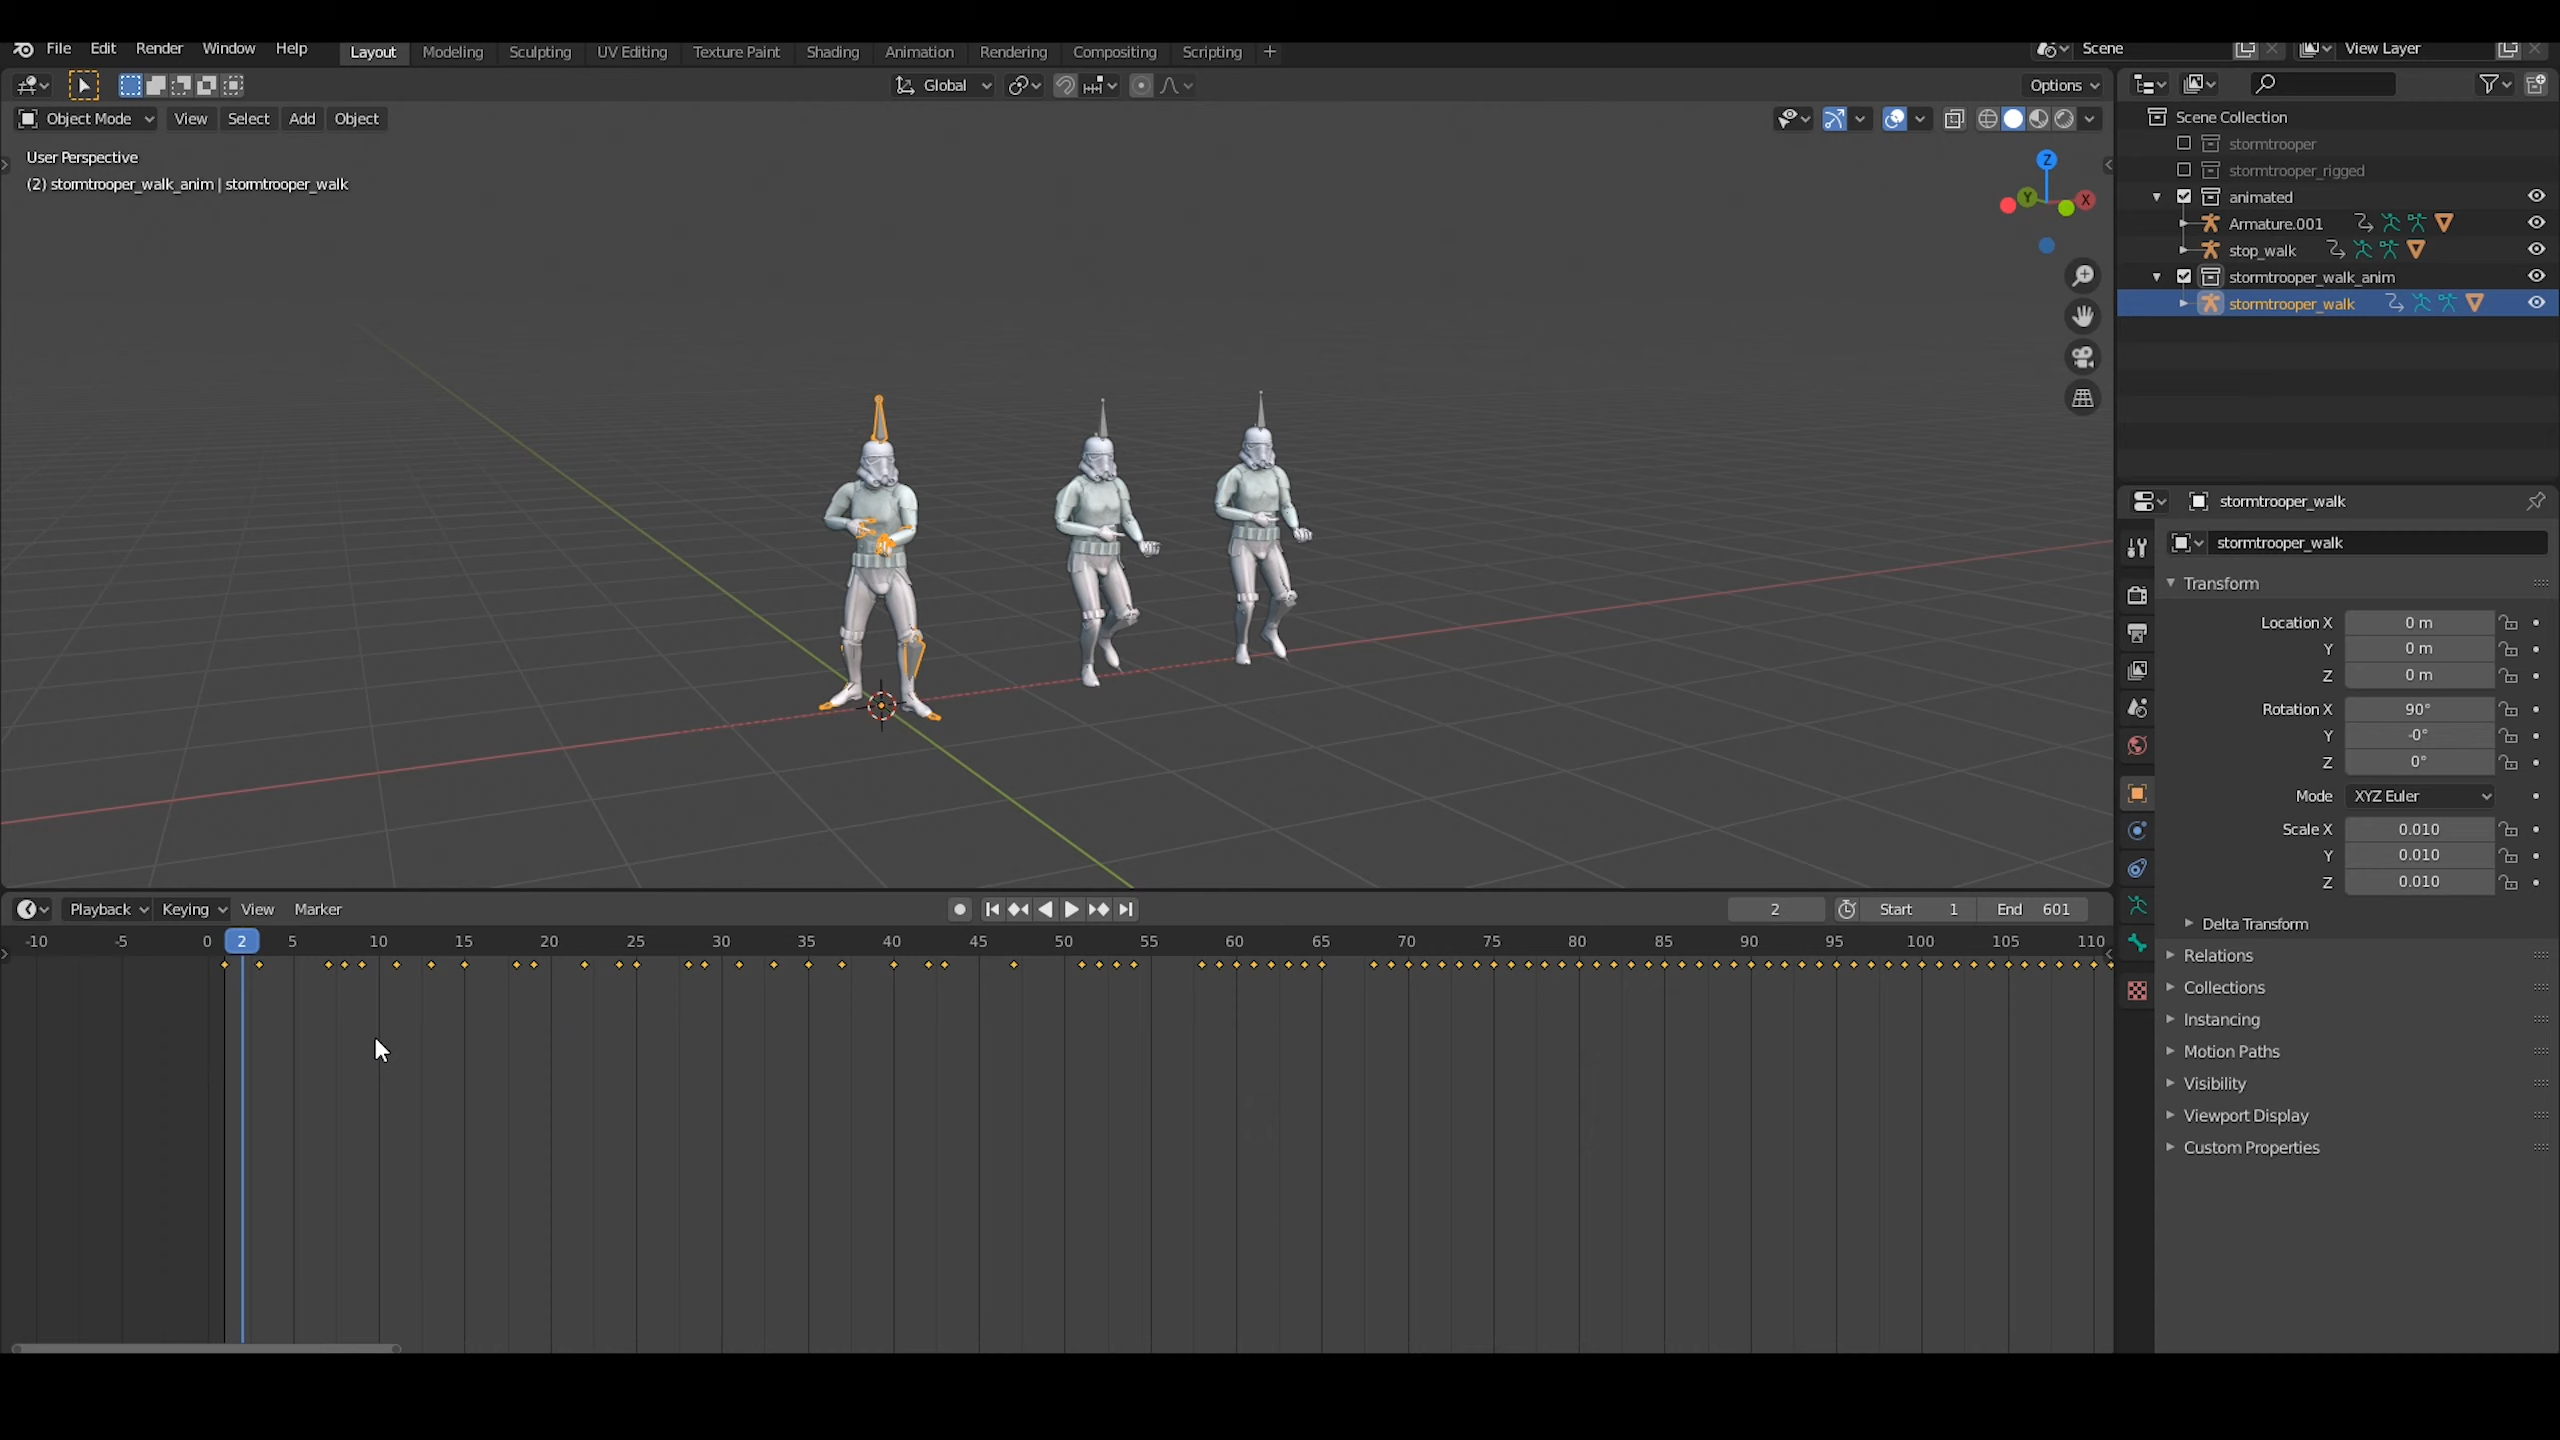 File Edit Render Window Help Layout Modeling Sculpting UV Editing Texture Paint Shading Animation Rendering Compositing Scripting + Scene View Layer
Global Options
Object Mode View Select Add Object
User Perspective
(2) stormtrooper_walk_anim | stormtrooper_walk
Z
Y
X
Scene Collection
stormtrooper
stormtrooper_rigged
animated
Armature.001
stop_walk
stormtrooper_walk_anim
stormtrooper_walk
stormtrooper_walk
stormtrooper_walk
Transform
Location X 0 m
Y 0 m
Z 0 m
Rotation X 90°
Y -0°
Z 0°
Mode XYZ Euler
Scale X 0.010
Y 0.010
Z 0.010
Delta Transform
Relations
Collections
Instancing
Motion Paths
Visibility
Viewport Display
Custom Properties
Playback Keying View Marker 2 Start 1 End 601
-10 -5 0 2 5 10 15 20 25 30 35 40 45 50 55 60 65 70 75 80 85 90 95 100 105 110